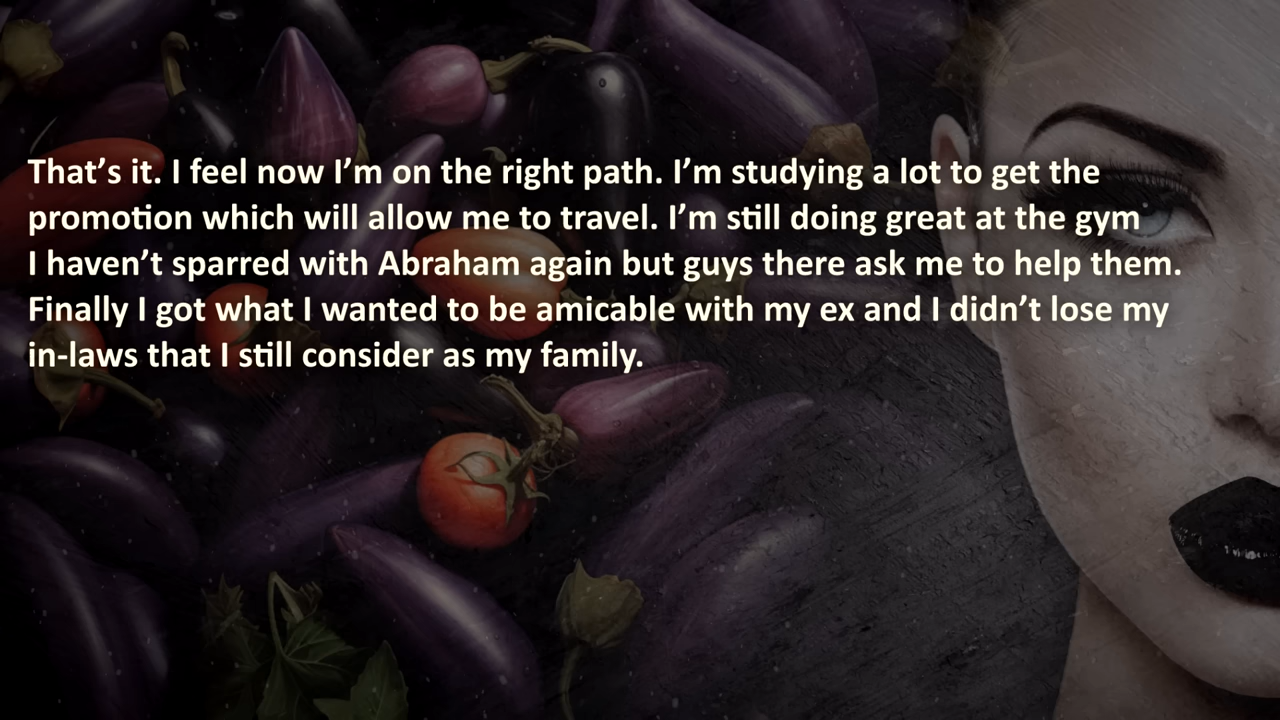 That’s it. I feel now I’m on the right path. I’m studying a lot to get the
promotion which will allow me to travel. I’m still doing great at the gym
I haven’t sparred with Abraham again but guys there ask me to help them.
Finally I got what I wanted to be amicable with my ex and I didn’t lose my
in-laws that I still consider as my family.